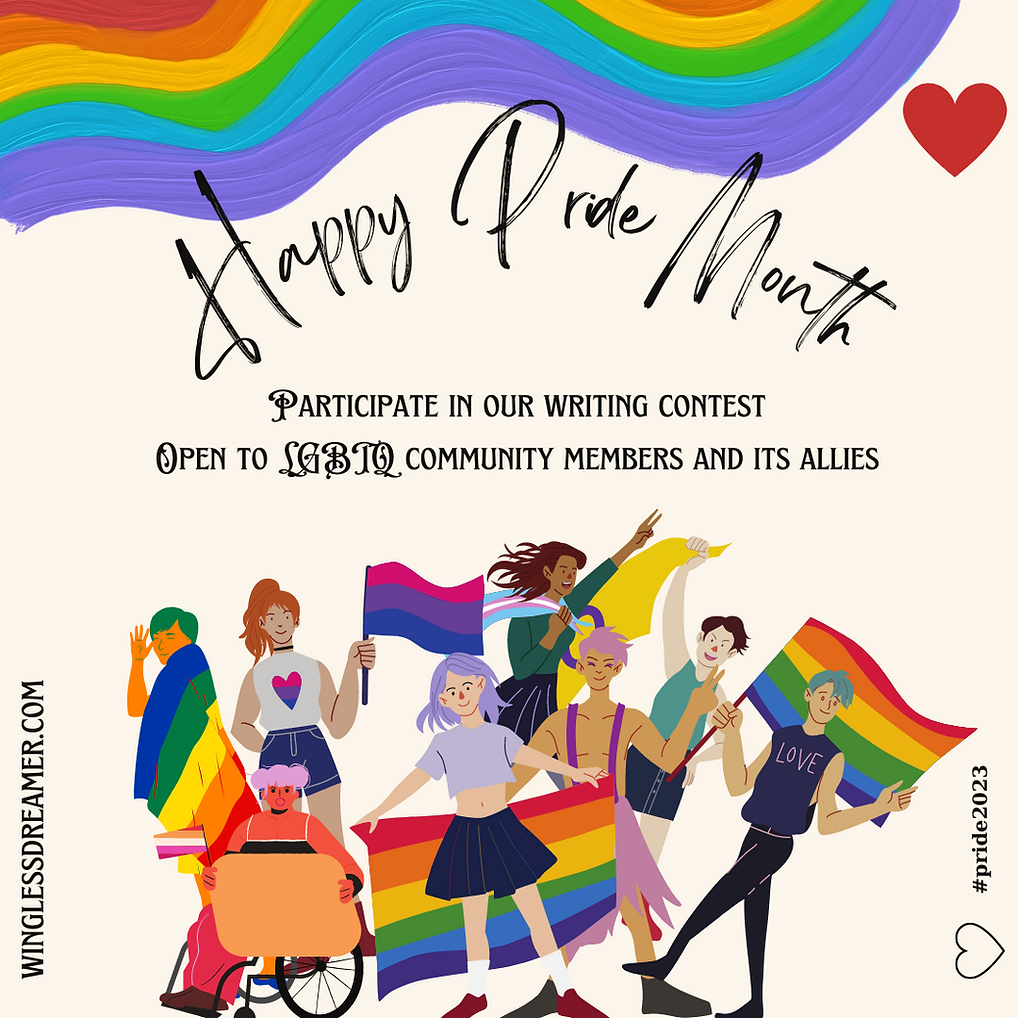 Happy Pride Month
Participate in our writing contest
Open to LGBTQ community members and its allies
LOVE
WINGLESSDREAMER.COM
#pride2023